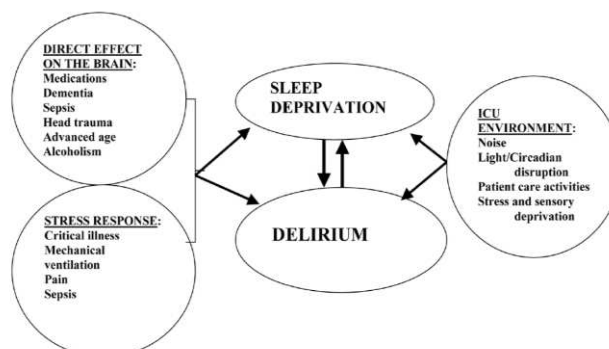 DIRECT EFFECT
ON THE BRAIN:
Medications
Dementia
Sepsis
Head trauma
Advanced age
Alcoholism
STRESS RESPONSE:
Critical illness
Mechanical
ventilation
Pain
Sepsis
SLEEP
DEPRIVATION
DELIRIUM
ICU
ENVIRONMENT:
Noise
Light/Circadian
disruption
Patient care activities
Stress and sensory
deprivation